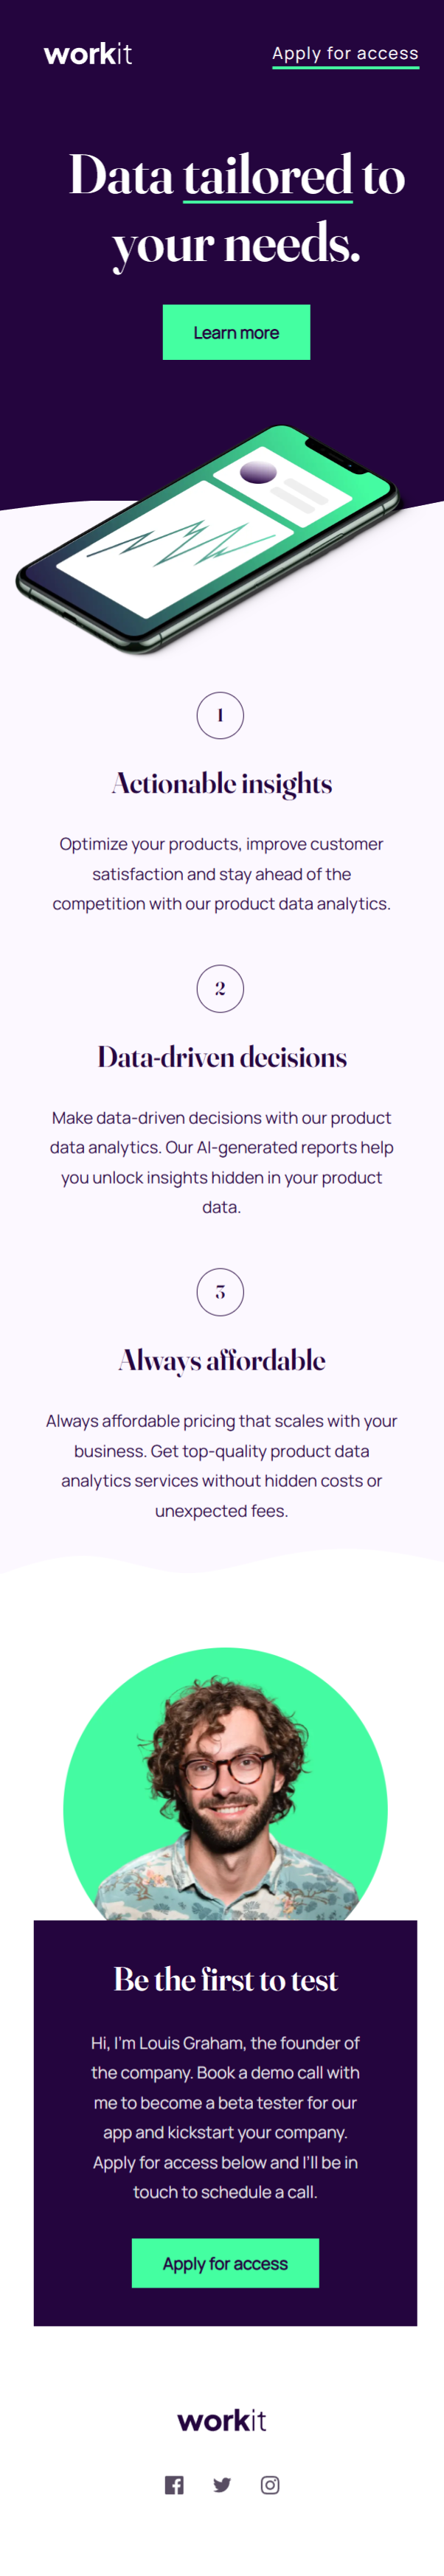 workit
Apply for access
Data tailored to
your needs.
Learn more
1
Actionable insights
Optimize your products, improve customer
satisfaction and stay ahead of the
competition with our product data analytics.
2
Data-driven decisions
Make data-driven decisions with our product
data analytics. Our AI-generated reports help
you unlock insights hidden in your product
data.
3
Always affordable
Always affordable pricing that scales with your
business. Get top-quality product data
analytics services without hidden costs or
unexpected fees.
Be the first to test
Hi, I'm Louis Graham, the founder of
the company. Book a demo call with
me to become a beta tester for our
app and kickstart your company.
Apply for access below and I'll be in
touch to schedule a call.
Apply for access
workit